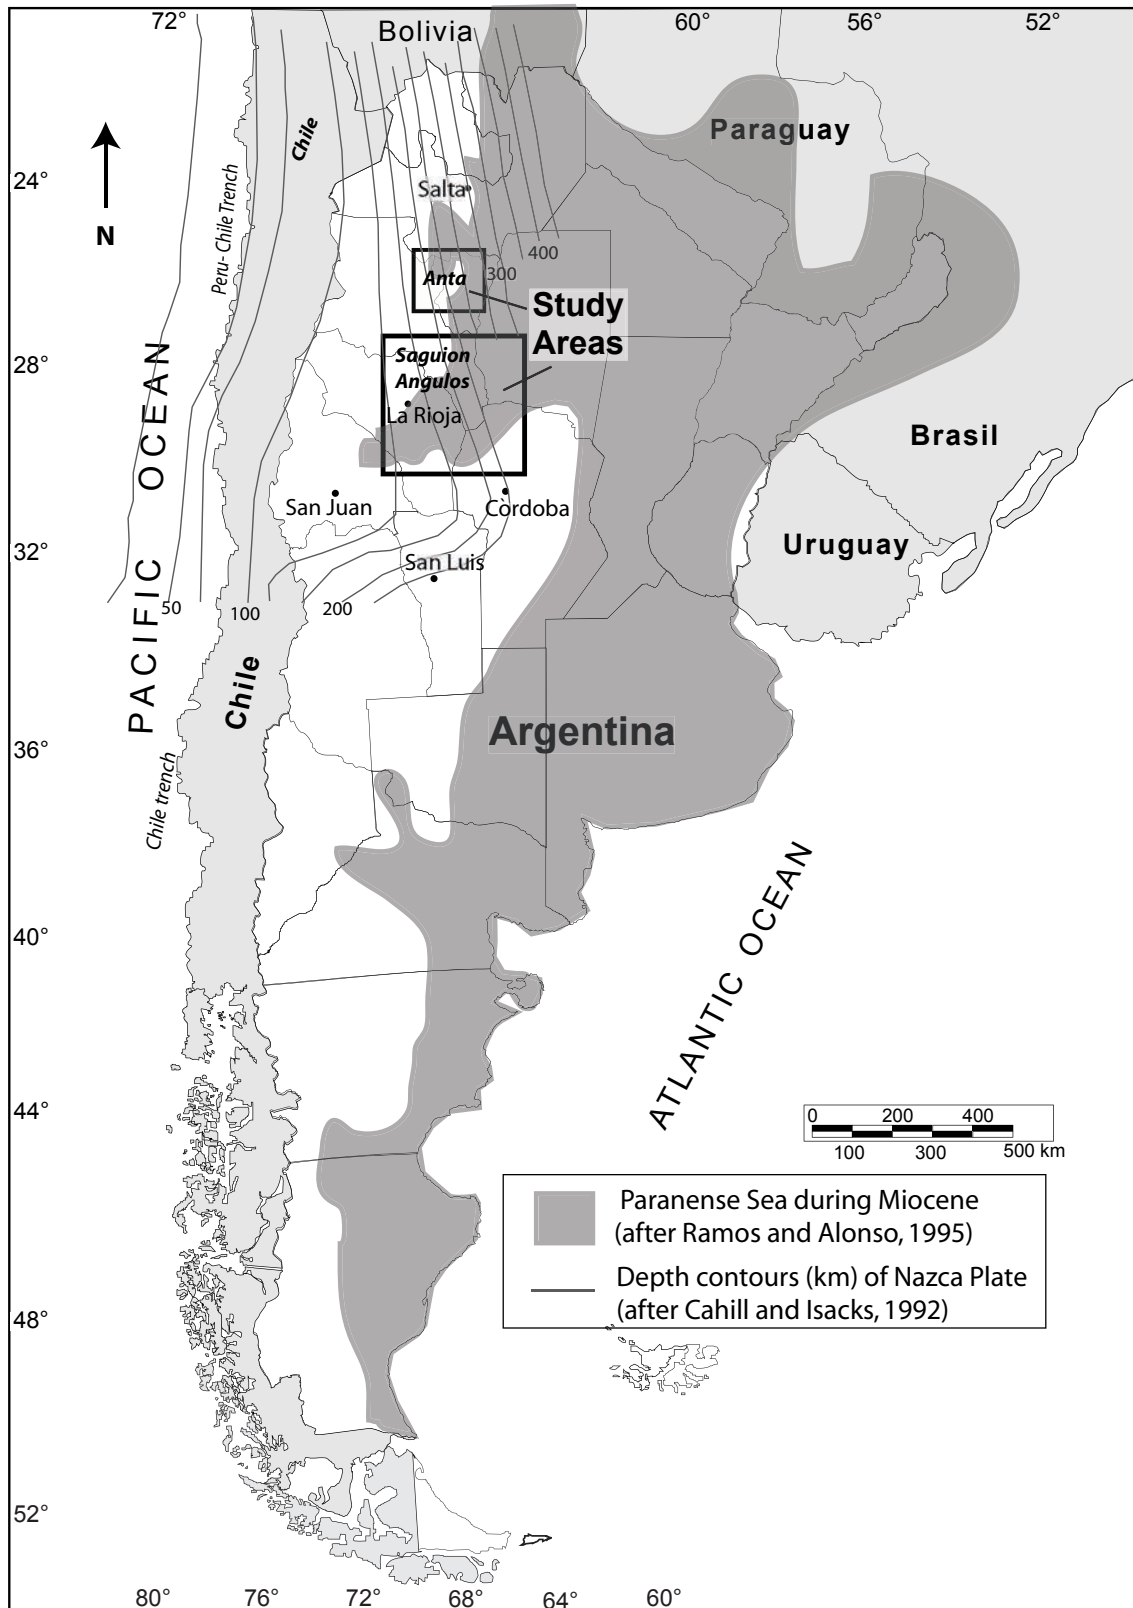 72°
Bolivia
60°
56°
52°
Chile
Paraguay
24°
Salta
Peru- Chile Trench
N
400
300
Anta
Study
Areas
28°
Saguion
Angulos
La Rioja
Brasil
PACIFIC OCEAN
San Juan
Còrdoba
32°
San Luis
Uruguay
50
100
200
Chile
Argentina
36°
Chile trench
40°
ATLANTIC OCEAN
44°
0 200 400
100 300 500 km
Paranense Sea during Miocene
(after Ramos and Alonso, 1995)
Depth contours (km) of Nazca Plate
(after Cahill and Isacks, 1992)
48°
52°
80° 76° 72° 68° 64° 60°